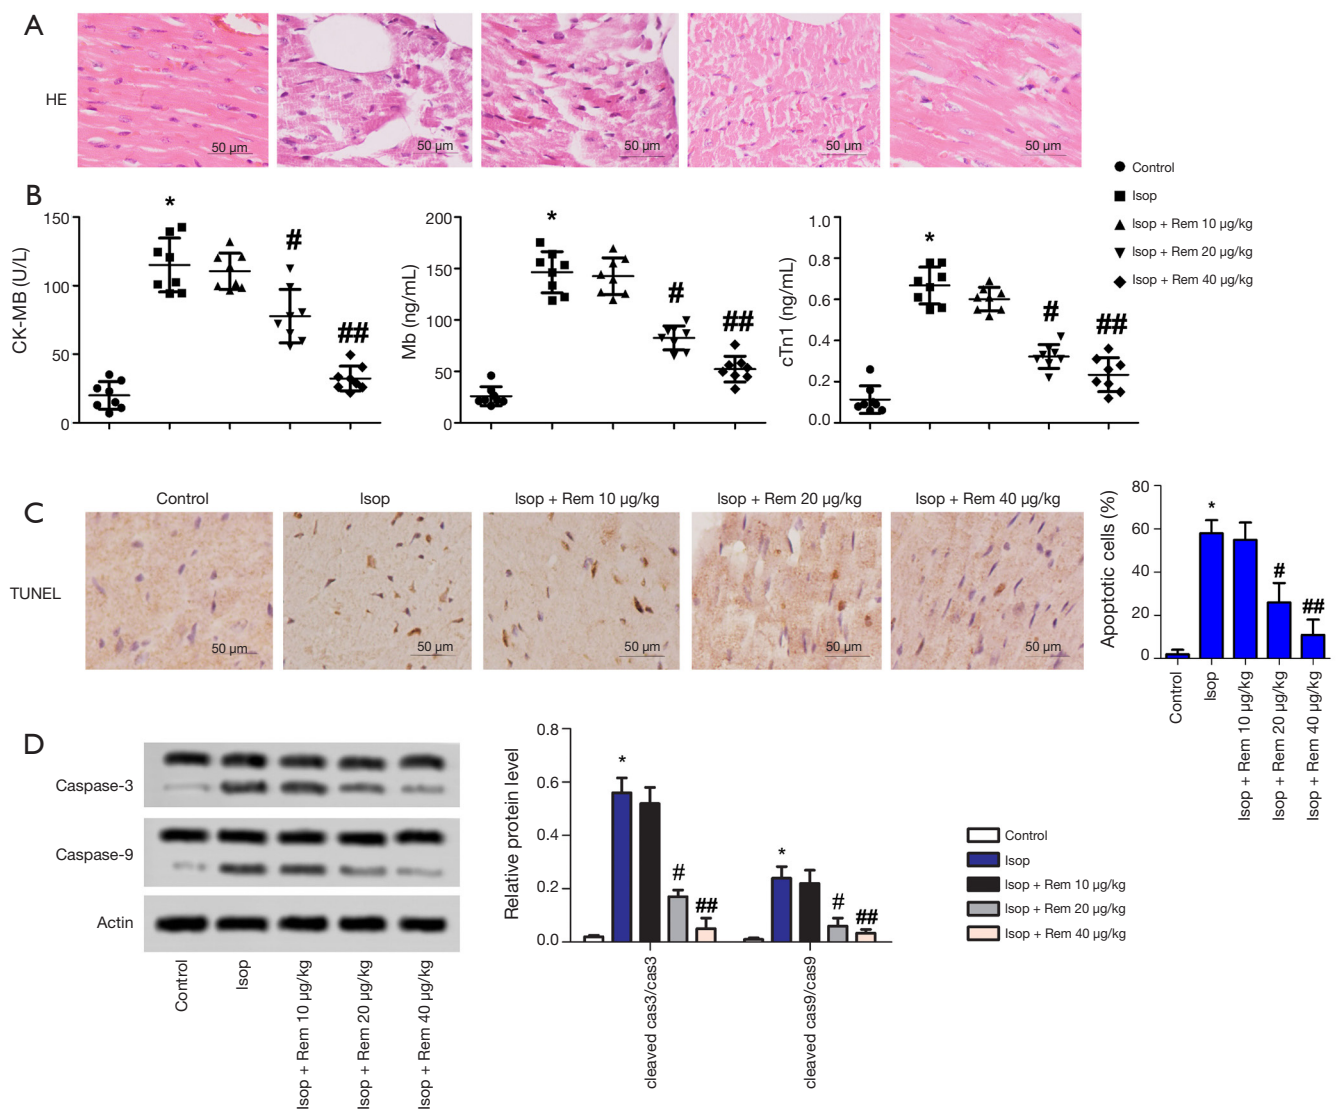 A
HE
50 µm
50 µm
50 µm
50 µm
50 µm
Control
Isop
Isop + Rem 10 µg/kg
Isop + Rem 20 µg/kg
Isop + Rem 40 µg/kg
B
CK-MB (U/L)
150
100
50
0
*
#
##
Mb (ng/mL)
200
150
100
50
0
*
#
##
cTn1 (ng/mL)
1.0
0.8
0.6
0.4
0.2
0.0
*
#
##
C
TUNEL
Control
Isop
Isop + Rem 10 µg/kg
Isop + Rem 20 µg/kg
Isop + Rem 40 µg/kg
50 µm
50 µm
50 µm
50 µm
50 µm
Apoptotic cells (%)
80
60
40
20
0
*
#
##
Control
Isop
Isop + Rem 10 µg/kg
Isop + Rem 20 µg/kg
Isop + Rem 40 µg/kg
D
Caspase-3
Caspase-9
Actin
Control
Isop
Isop + Rem 10 µg/kg
Isop + Rem 20 µg/kg
Isop + Rem 40 µg/kg
Relative protein level
0.8
0.6
0.4
0.2
0.0
*
#
##
*
#
##
cleaved cas3/cas3
cleaved cas9/cas9
Control
Isop
Isop + Rem 10 µg/kg
Isop + Rem 20 µg/kg
Isop + Rem 40 µg/kg